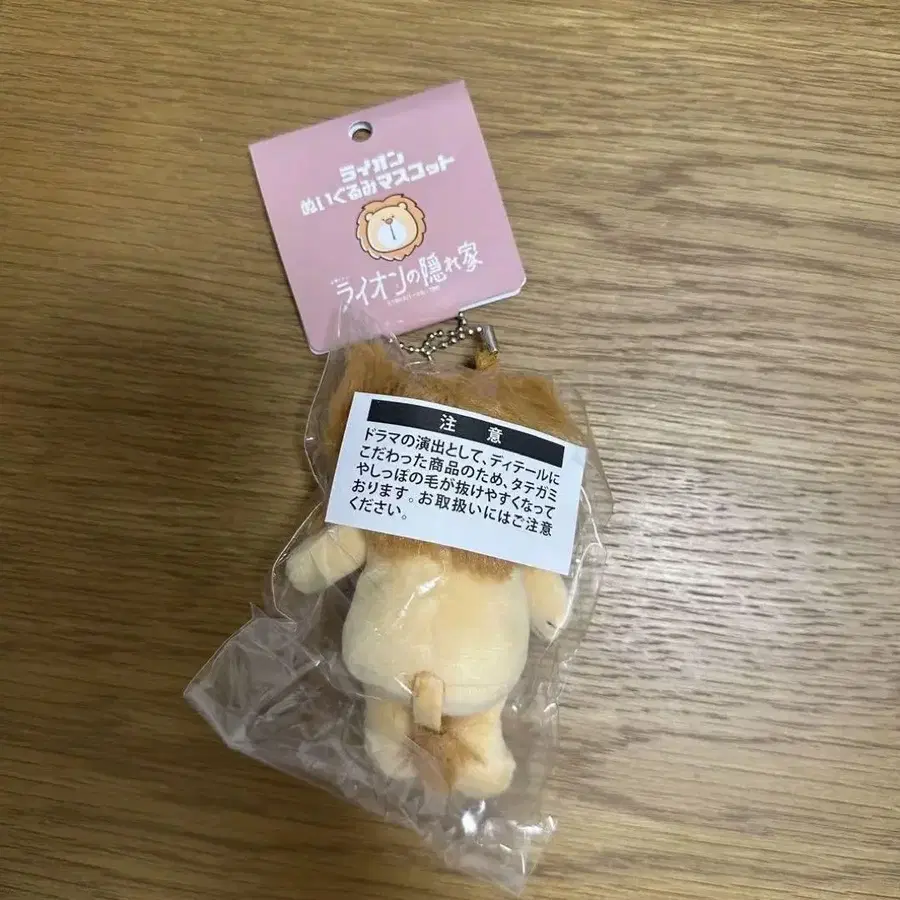 ライオン
ぬいぐるみマスコット
ライオンの隠れ家
注 意
ドラマの演出として、ディテールに
こだわった商品のため、タテガミ
やしっぽの毛が抜けやすくなって
おります。お取扱いにはご注意
ください。